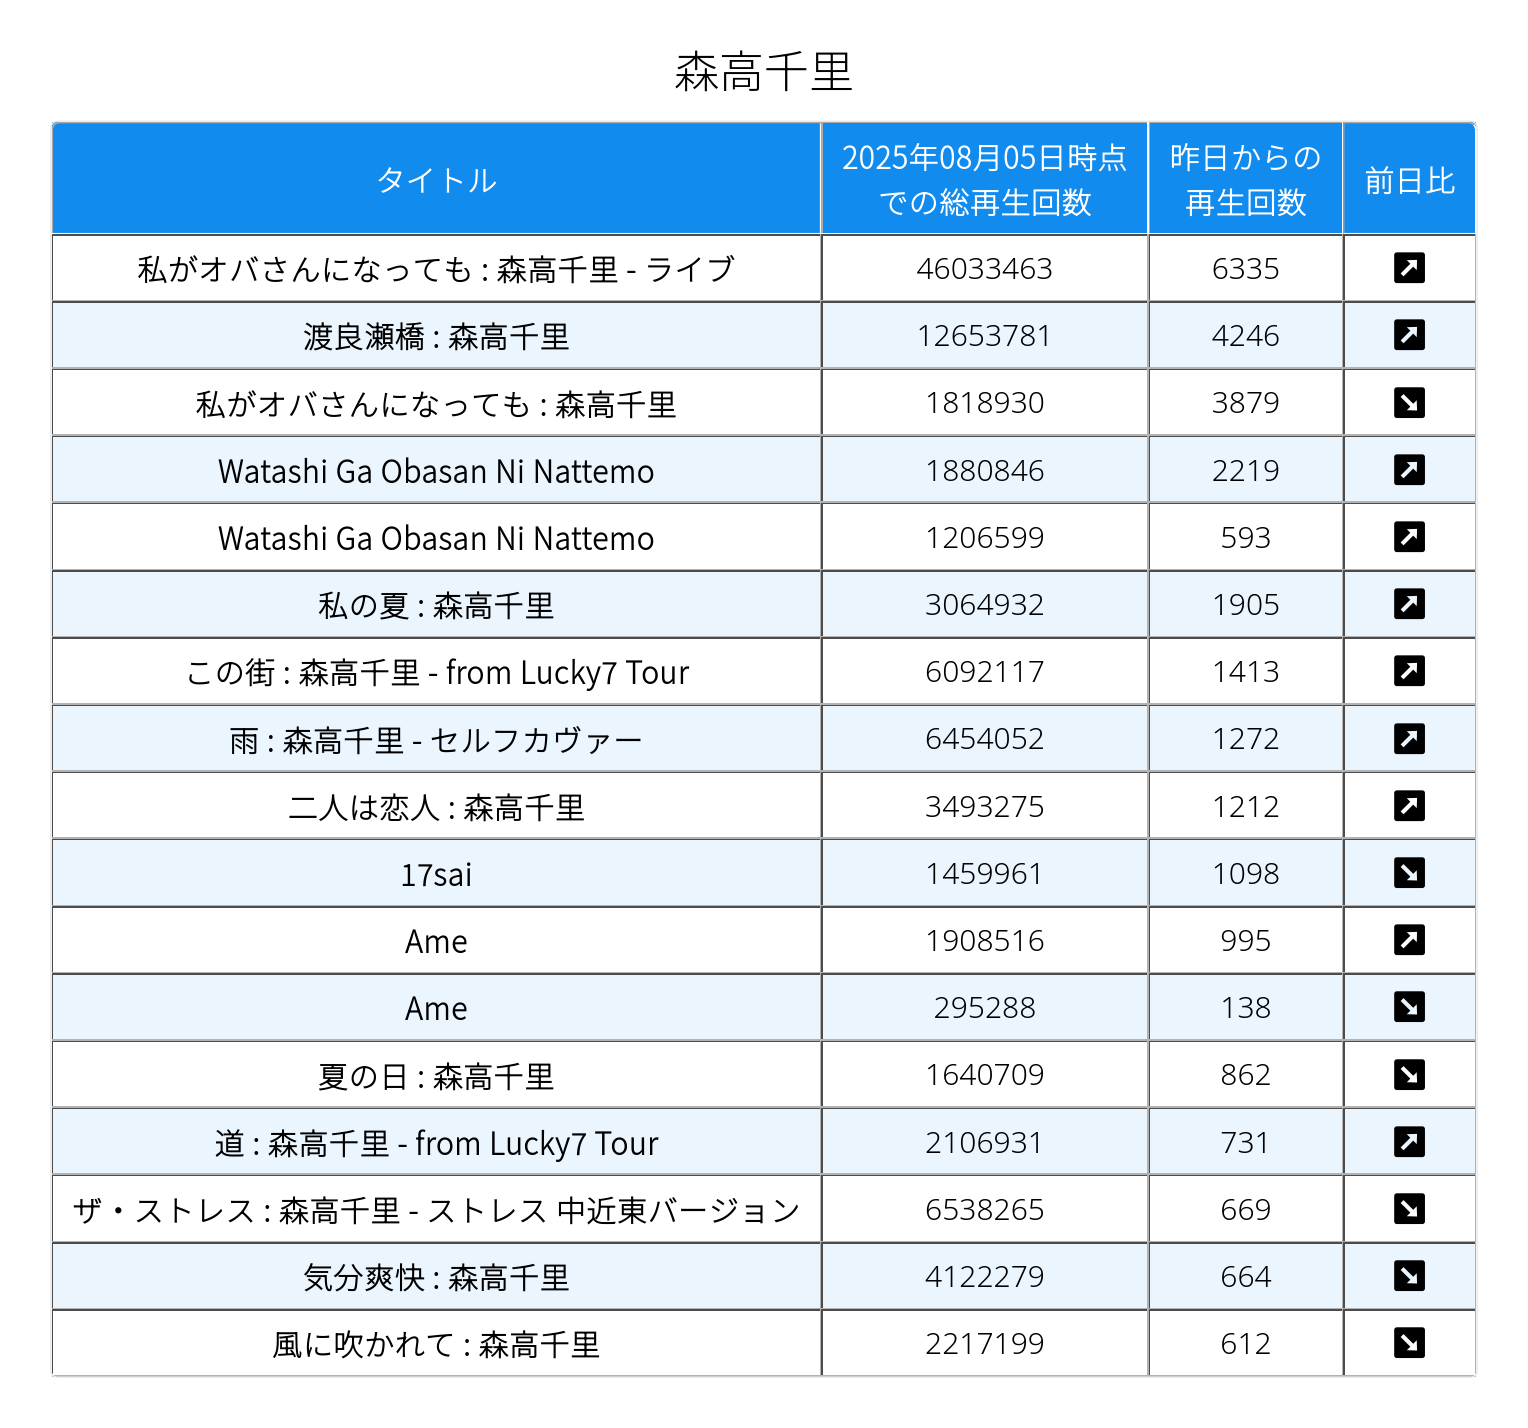 森高千里
タイトル
2025年08月05日時点
での総再生回数
昨日からの
再生回数
前日比
私がオバさんになっても : 森高千里 - ライブ 46033463 6335
渡良瀬橋 : 森高千里 12653781 4246
私がオバさんになっても : 森高千里 1818930 3879
Watashi Ga Obasan Ni Nattemo 1880846 2219
Watashi Ga Obasan Ni Nattemo 1206599 593
私の夏 : 森高千里 3064932 1905
この街 : 森高千里 - from Lucky7 Tour 6092117 1413
雨 : 森高千里 - セルフカヴァー 6454052 1272
二人は恋人 : 森高千里 3493275 1212
17sai 1459961 1098
Ame 1908516 995
Ame 295288 138
夏の日 : 森高千里 1640709 862
道 : 森高千里 - from Lucky7 Tour 2106931 731
ザ・ストレス : 森高千里 - ストレス 中近東バージョン 6538265 669
気分爽快 : 森高千里 4122279 664
風に吹かれて : 森高千里 2217199 612